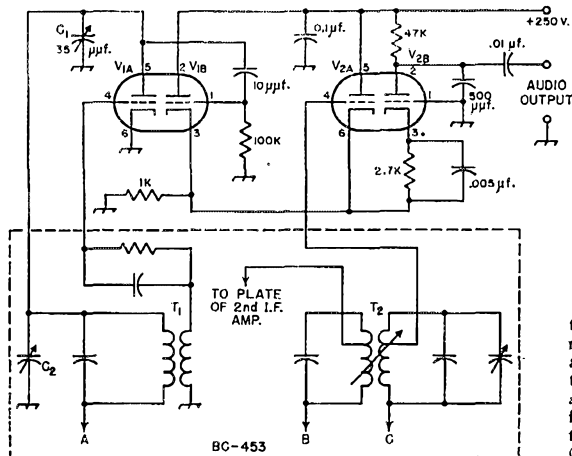 +250 v.
C1
35 µµf.
V1A
V1B
5
2
4
1
6
3
10 µµf.
100K
0.1 µf.
47K
V2A
V2B
5
2
4
1
6
3
.01 µf.
500 µµf.
AUDIO
OUTPUT
1K
2.7K
.005 µf.
TO PLATE
OF 2nd I.F.
AMP.
T1
T2
C2
A
B
C
BC-453